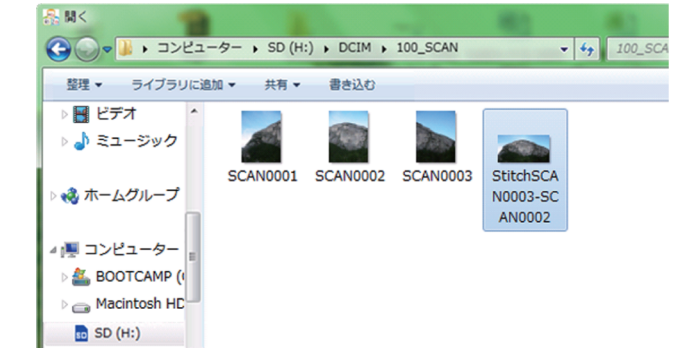 開く
コンピューター ▸ SD (H:) ▸ DCIM ▸ 100_SCAN
100_SCA
整理 ライブラリに追加 共有 書き込む
ビデオ
ミュージック
ホームグループ
コンピューター
BOOTCAMP (
Macintosh HD
SD (H:)
SCAN0001 SCAN0002 SCAN0003 StitchSCA
N0003-SC
AN0002